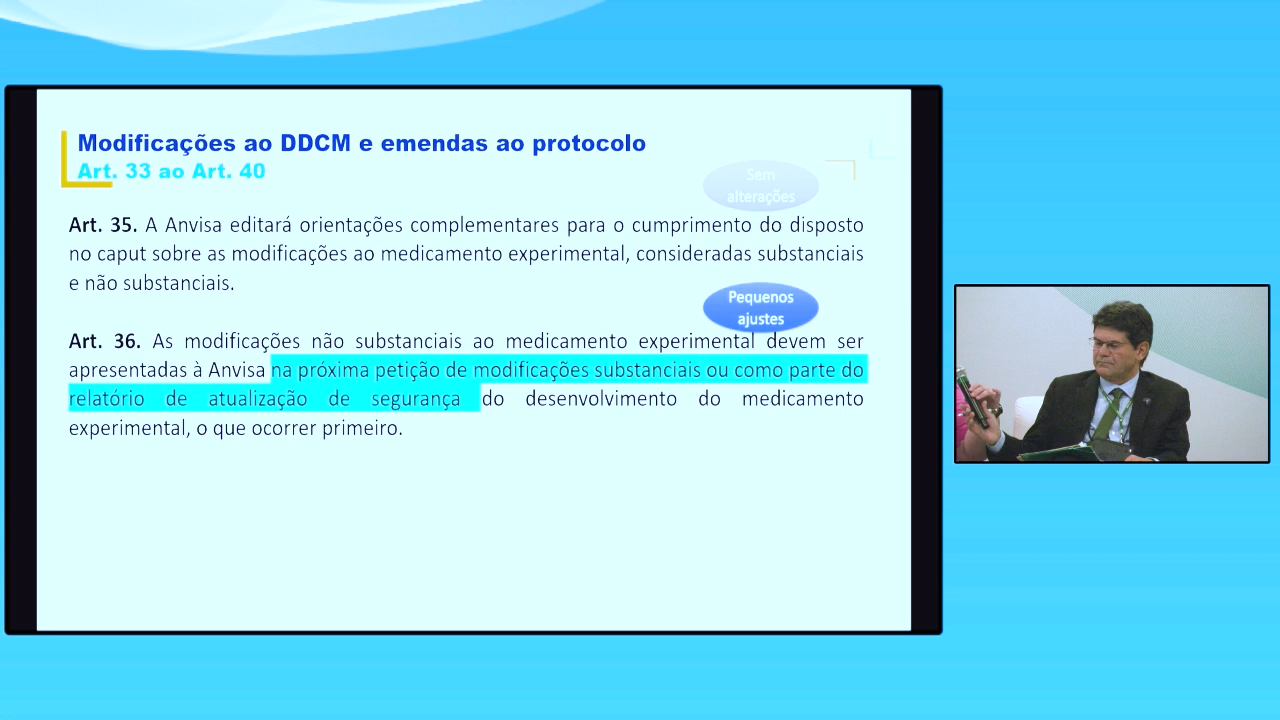 Modificações ao DDCM e emendas ao protocolo
Art. 33 ao Art. 40
Sem
alterações
Art. 35. A Anvisa editará orientações complementares para o cumprimento do disposto
no caput sobre as modificações ao medicamento experimental, consideradas substanciais
e não substanciais.
Pequenos
ajustes
Art. 36. As modificações não substanciais ao medicamento experimental devem ser
apresentadas à Anvisa na próxima petição de modificações substanciais ou como parte do
relatório de atualização de segurança do desenvolvimento do medicamento
experimental, o que ocorrer primeiro.